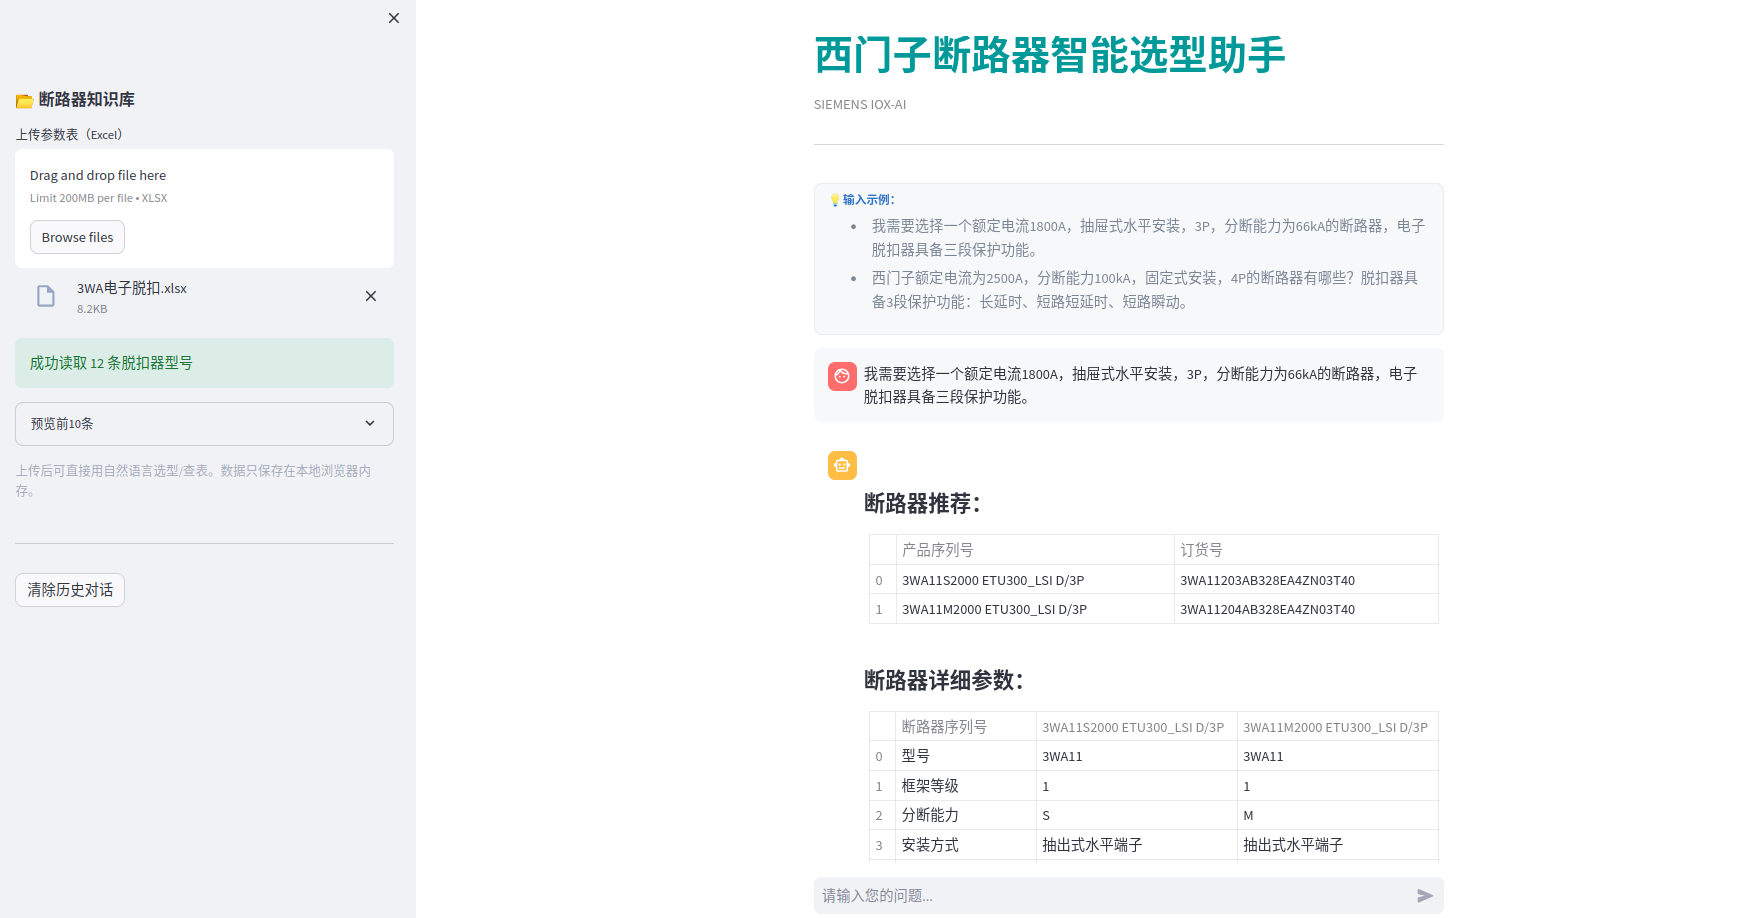 📂 断路器知识库
上传参数表（Excel）
Drag and drop file here
Limit 200MB per file • XLSX
Browse files
3WA电子脱扣.xlsx
8.2KB
成功读取 12 条脱扣器型号
预览前10条
上传后可直接用自然语言选型/查表。数据只保存在本地浏览器内
存。
清除历史对话
西门子断路器智能选型助手
SIEMENS IOX-AI
💡输入示例：
• 我需要选择一个额定电流1800A，抽屉式水平安装，3P，分断能力为66kA的断路器，电子
脱扣器具备三段保护功能。
• 西门子额定电流为2500A，分断能力100kA，固定式安装，4P的断路器有哪些？脱扣器具
备3段保护功能：长延时、短路短延时、短路瞬动。
我需要选择一个额定电流1800A，抽屉式水平安装，3P，分断能力为66kA的断路器，电子
脱扣器具备三段保护功能。
断路器推荐：
产品序列号 订货号
0 3WA11S2000 ETU300_LSI D/3P 3WA11203AB328EA4ZN03T40
1 3WA11M2000 ETU300_LSI D/3P 3WA11204AB328EA4ZN03T40
断路器详细参数：
断路器序列号 3WA11S2000 ETU300_LSI D/3P 3WA11M2000 ETU300_LSI D/3P
0 型号 3WA11 3WA11
1 框架等级 1 1
2 分断能力 S M
3 安装方式 抽出式水平端子 抽出式水平端子
请输入您的问题...